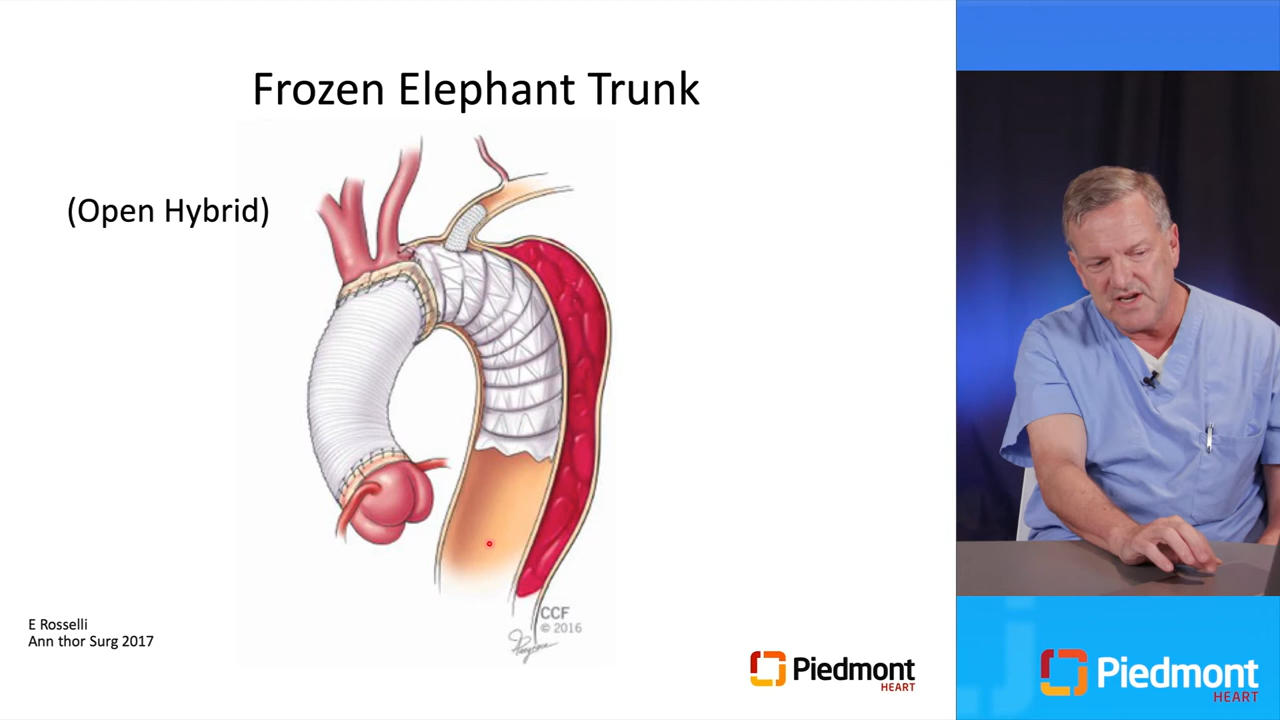 Frozen Elephant Trunk
(Open Hybrid)
E Rosselli
Ann thor Surg 2017
CCF
© 2016
Piedmont
HEART
Piedmont
HEART